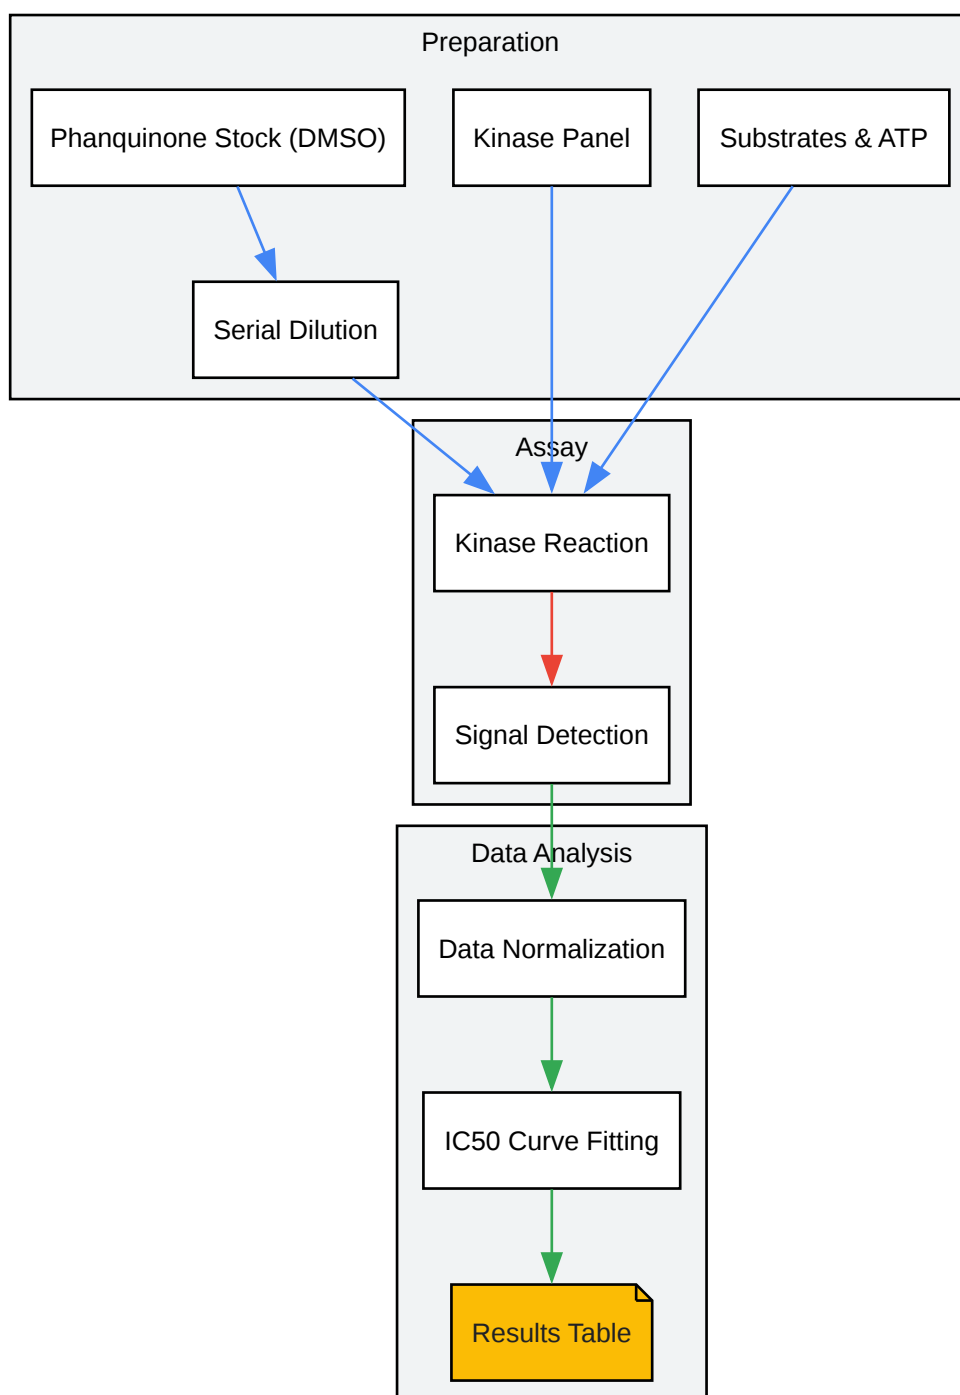 Preparation
Phanquinone Stock (DMSO)
Kinase Panel
Substrates & ATP
Serial Dilution
Assay
Kinase Reaction
Signal Detection
Data Analysis
Data Normalization
IC50 Curve Fitting
Results Table